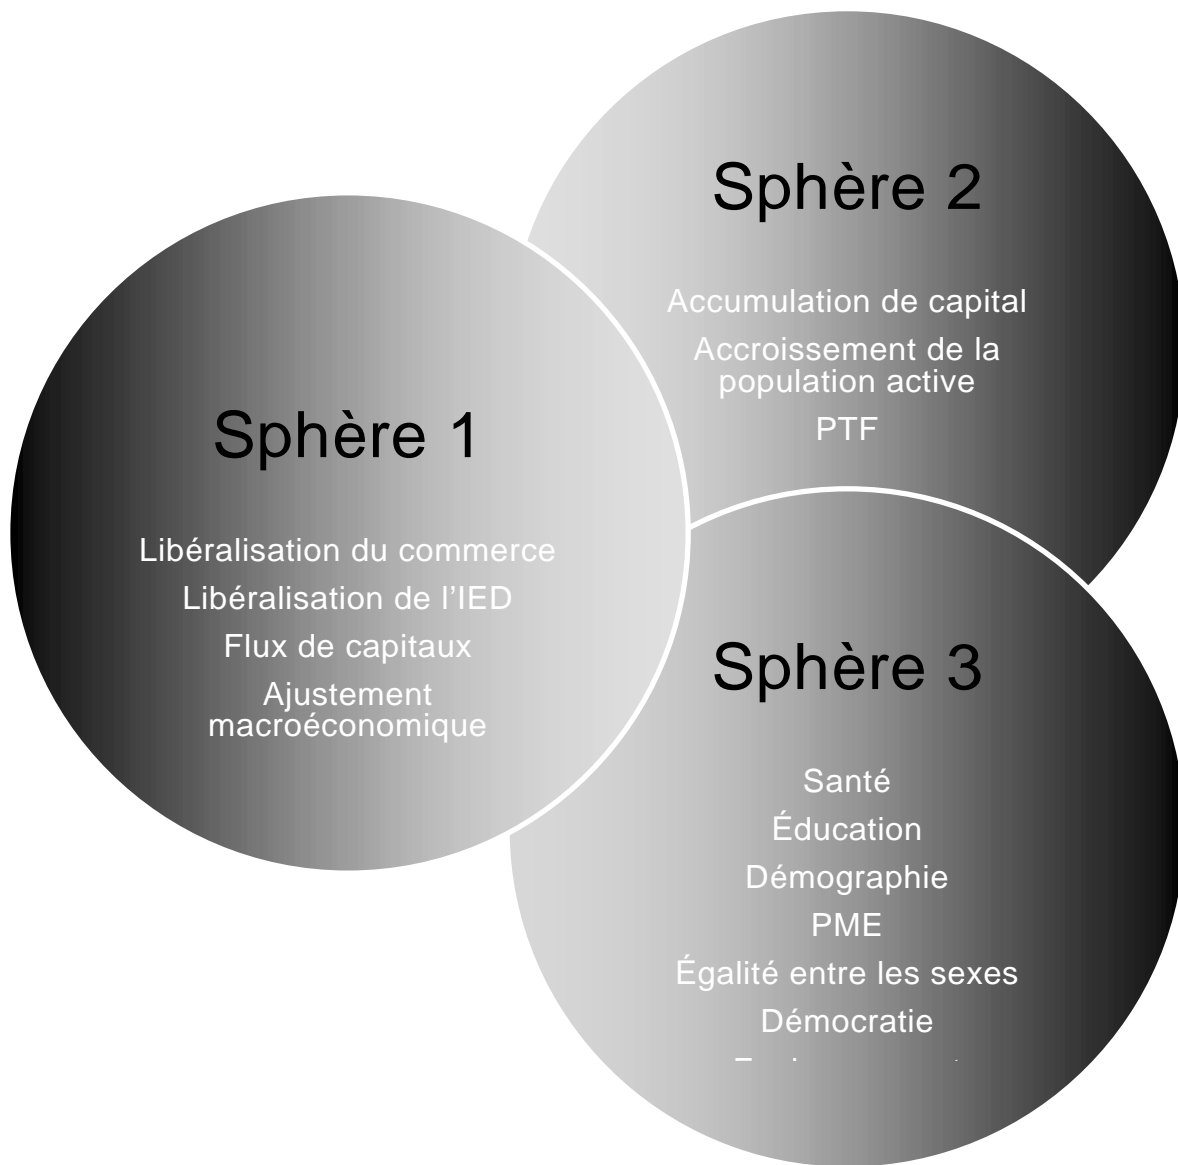 Sphère 1
Libéralisation du commerce
Libéralisation de l’IED
Flux de capitaux
Ajustement
macroéconomique
Sphère 2
Accumulation de capital
Accroissement de la
population active
PTF
Sphère 3
Santé
Éducation
Démographie
PME
Égalité entre les sexes
Démocratie